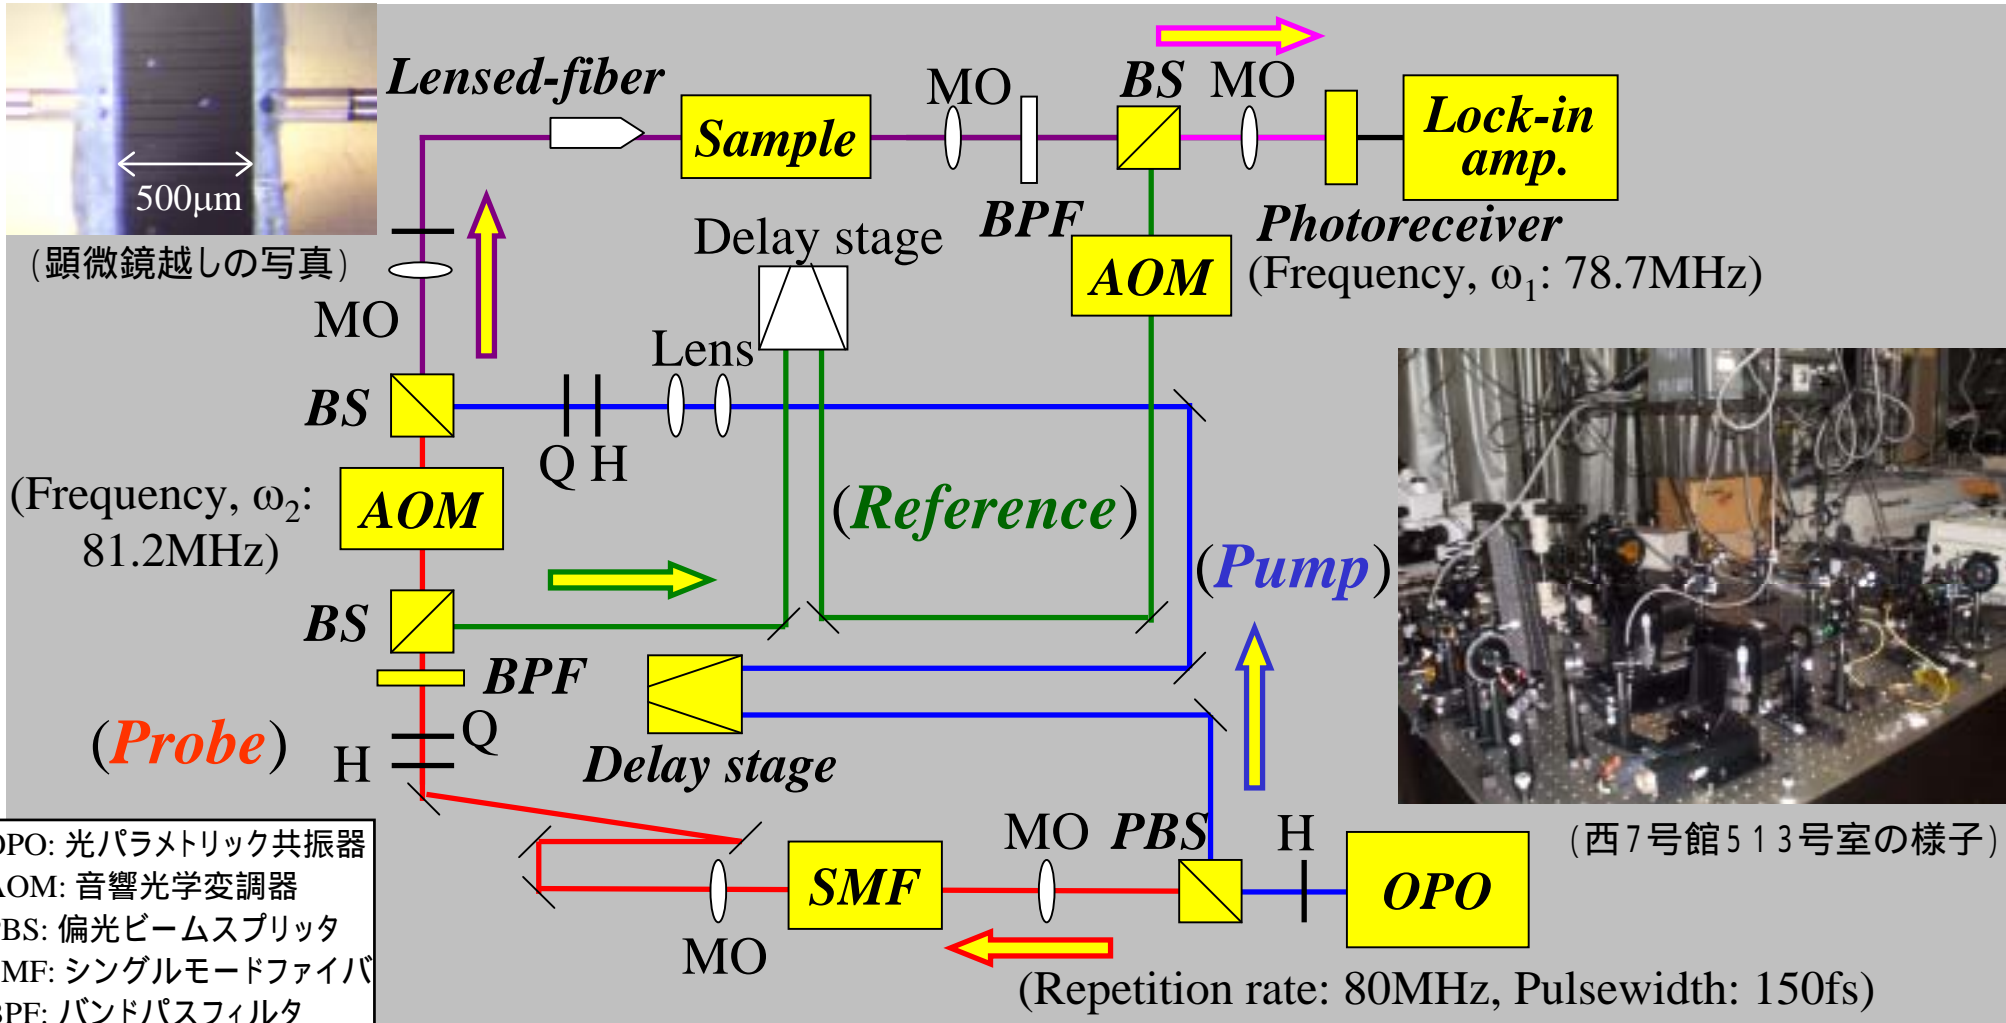 Lensed-fiber
MO
BS
MO
Sample
Lock-in
amp.
500μm
BPF
Photoreceiver
(顕微鏡越しの写真)
Delay stage
AOM
(Frequency, ω1: 78.7MHz)
MO
Lens
BS
Q
H
(Frequency, ω2:
81.2MHz)
AOM
(Reference)
(Pump)
BS
BPF
(Probe)
Q
H
Delay stage
OPO: 光パラメトリック共振器
AOM: 音響光学変調器
PBS: 偏光ビームスプリッタ
SMF: シングルモードファイバ
BPF: バンドパスフィルタ
MO
PBS
H
(西7号館513号室の様子)
SMF
OPO
MO
(Repetition rate: 80MHz, Pulsewidth: 150fs)